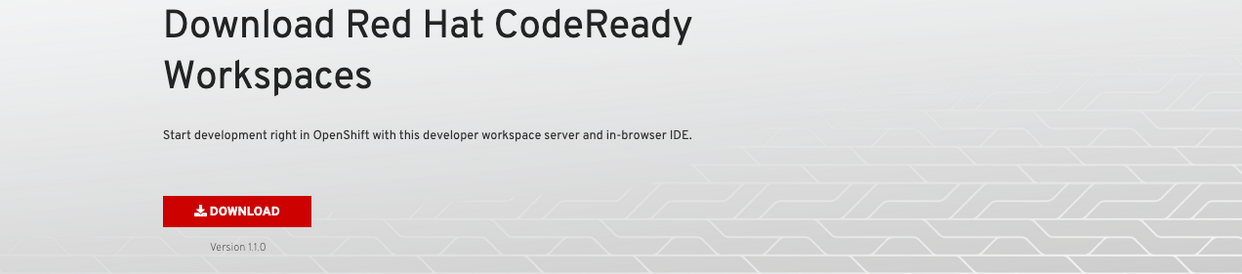 Download Red Hat CodeReady
Workspaces
Start development right in OpenShift with this developer workspace server and in-browser IDE.
DOWNLOAD
Version 1.1.0